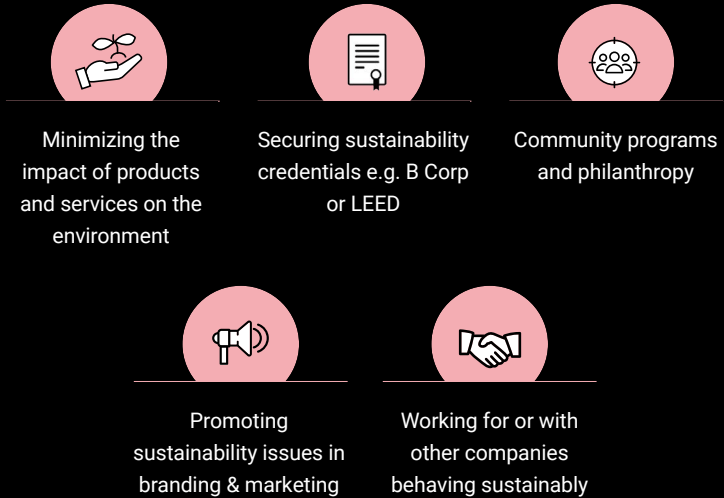 Minimizing the
impact of products
and services on the
environment
Securing sustainability
credentials e.g. B Corp
or LEED
Community programs
and philanthropy
Promoting
sustainability issues in
branding & marketing
Working for or with
other companies
behaving sustainably